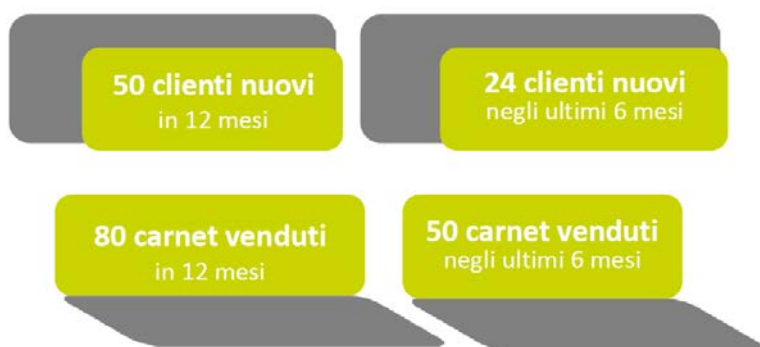 50 clienti nuovi
in 12 mesi
24 clienti nuovi
negli ultimi 6 mesi
80 carnet venduti
in 12 mesi
50 carnet venduti
negli ultimi 6 mesi